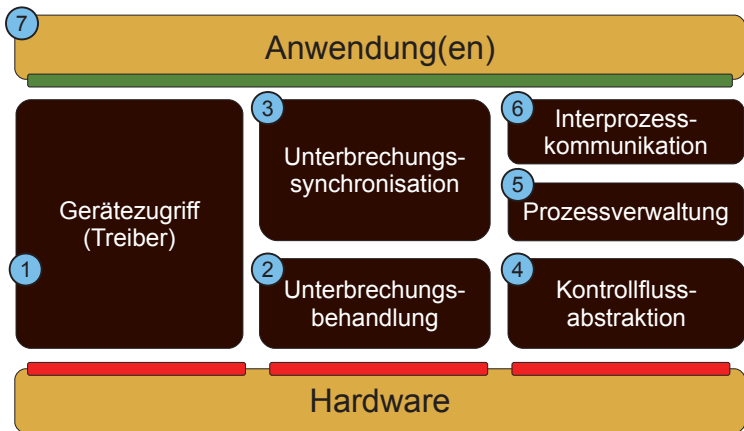 7
Anwendung(en)
1
Gerätezugriff
(Treiber)
3
Unterbrechungs-
synchronisation
2
Unterbrechungs-
behandlung
6
Interprozess-
kommunikation
5
Prozessverwaltung
4
Kontrollfluss-
abstraktion
Hardware